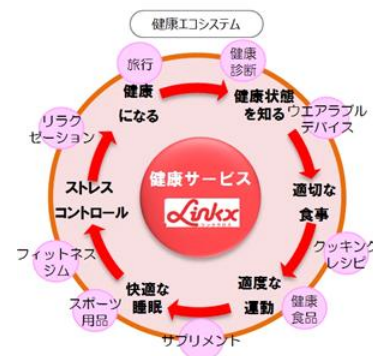 健康エコシステム
旅行
健康
診断
健康
になる
健康状態
を知る
ウエアラブル
デバイス
リラク
ゼーション
健康サービス
Linkx
ストレス
コントロール
適切な
食事
フィットネス
ジム
クッキング
レシピ
快適な
睡眠
適度な
運動
スポーツ
用品
健康
食品
サプリメント